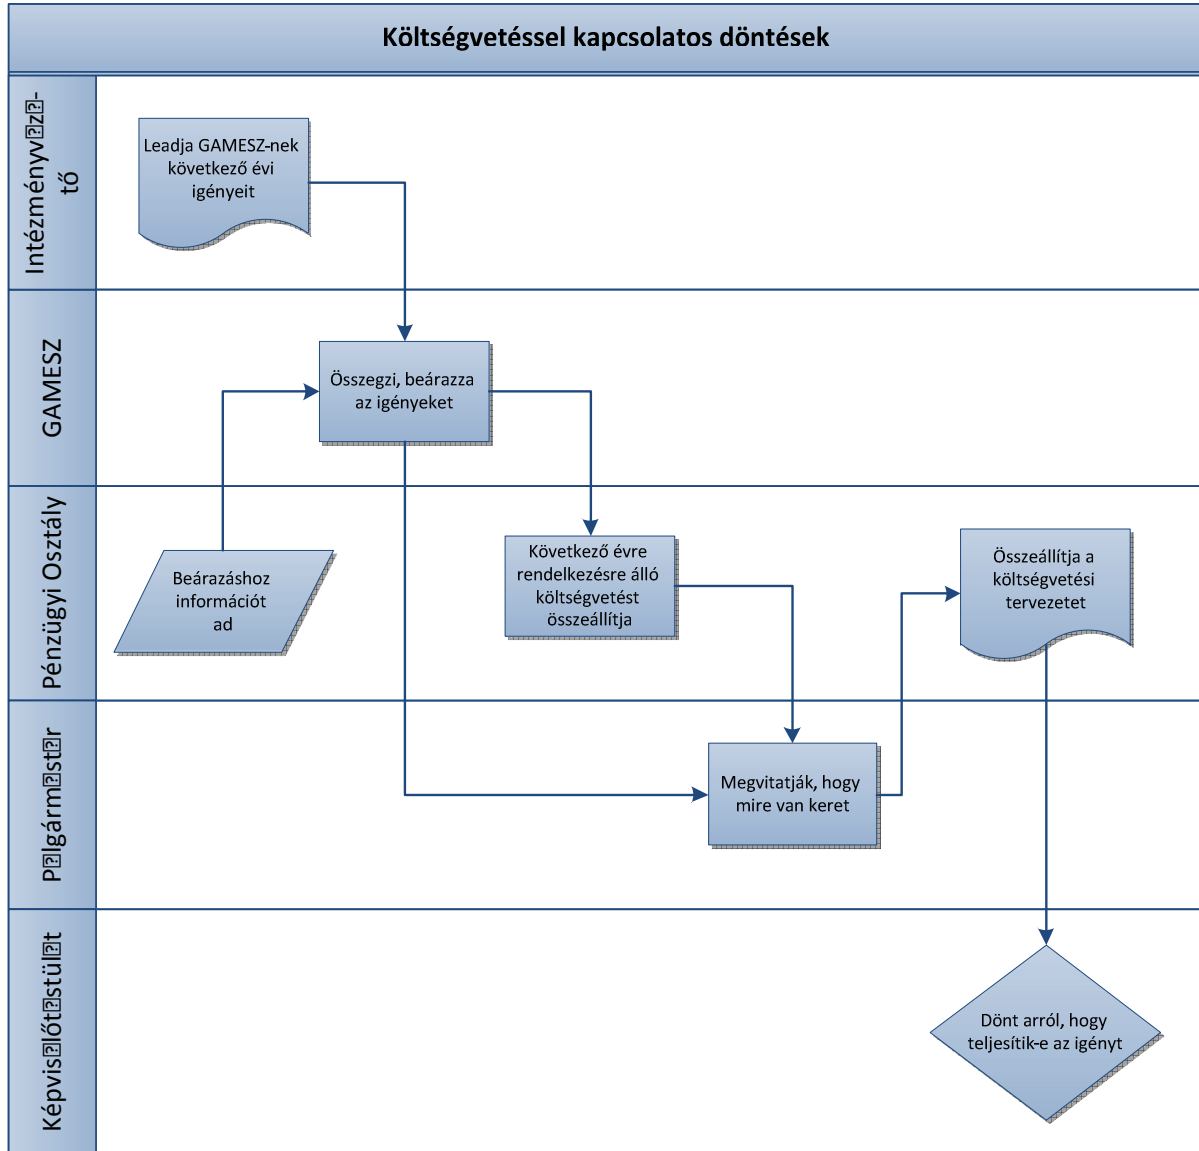 Költségvetéssel kapcsolatos döntések
Leadja GAMESZ-nek
következő évi
igényeit
GAMESZ
Összegzi, beárazza
az igényeket
Pénzügyi Osztály
Beárazáshoz
információt
ad
Következő évre
rendelkezésre álló
költségvetést
összeállítja
Összeállítja a
költségvetési
tervezetet
Megvitatják, hogy
mire van keret
Dönt arról, hogy
teljesítik-e az igényt